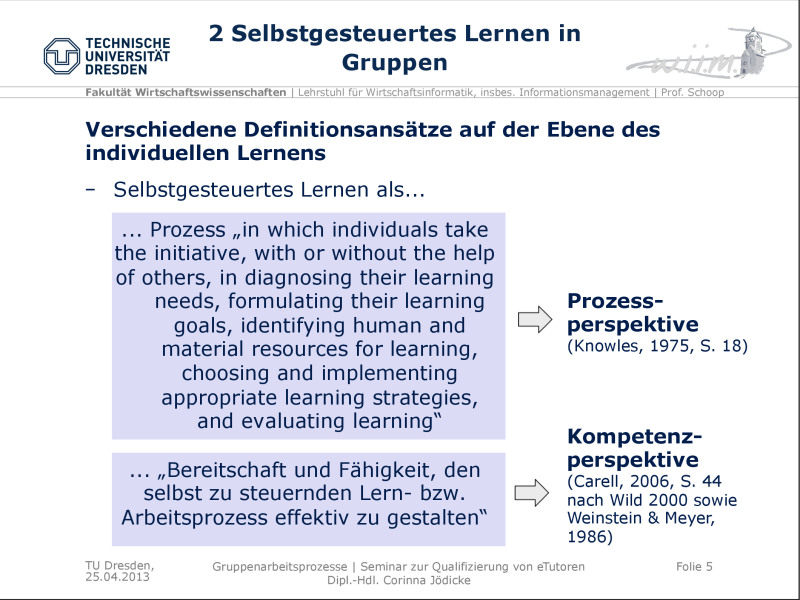 2 Selbstgesteuertes Lernen in
Gruppen
TECHNISCHE
UNIVERSITÄT
DRESDEN
w.i.i.m.
Fakultät Wirtschaftswissenschaften | Lehrstuhl für Wirtschaftsinformatik, insbes. Informationsmanagement | Prof. Schoop
Verschiedene Definitionsansätze auf der Ebene des
individuellen Lernens
– Selbstgesteuertes Lernen als...
... Prozess „in which individuals take
the initiative, with or without the help
of others, in diagnosing their learning
needs, formulating their learning
goals, identifying human and
material resources for learning,
choosing and implementing
appropriate learning strategies,
and evaluating learning“
Prozess-
perspektive
(Knowles, 1975, S. 18)
... „Bereitschaft und Fähigkeit, den
selbst zu steuernden Lern- bzw.
Arbeitsprozess effektiv zu gestalten“
Kompetenz-
perspektive
(Carell, 2006, S. 44
nach Wild 2000 sowie
Weinstein & Meyer,
1986)
TU Dresden,
25.04.2013
Gruppenarbeitsprozesse | Seminar zur Qualifizierung von eTutoren
Dipl.-Hdl. Corinna Jödicke
Folie 5